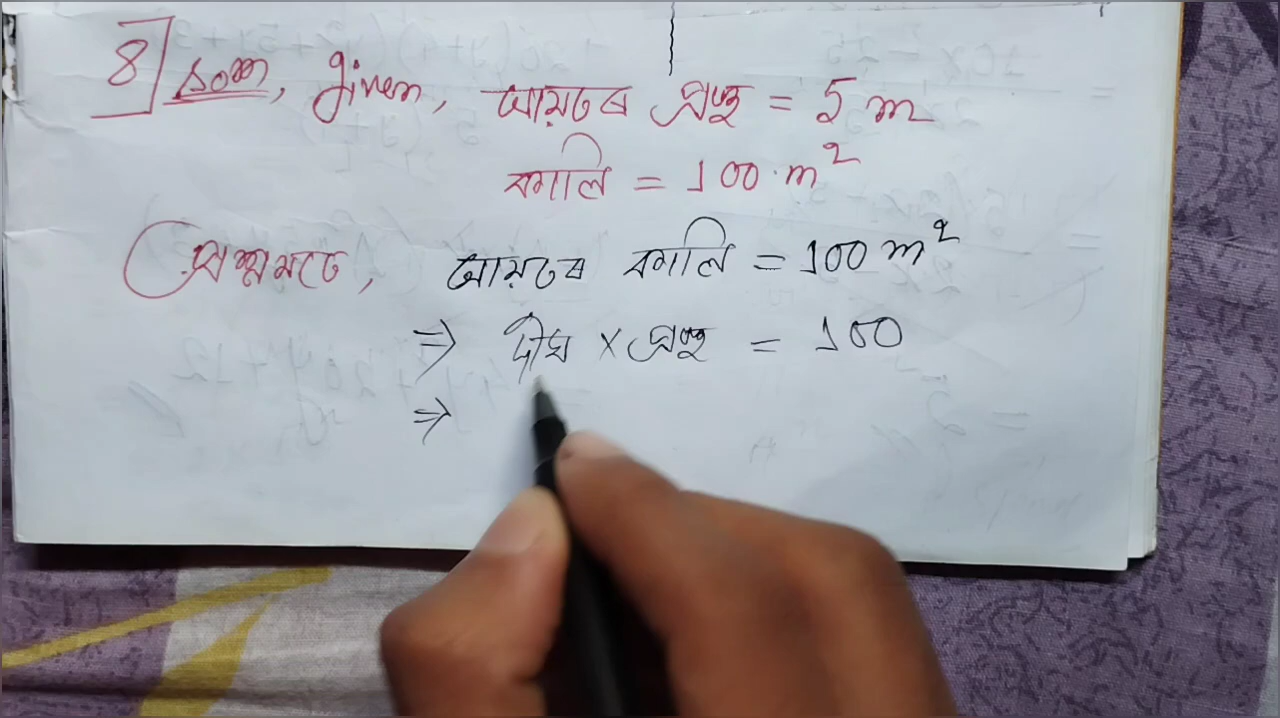 8] soln, given, আয়তৰ প্ৰস্থ = 5 m
কালি = 100 m²
প্ৰশ্নমতে, আয়তৰ কালি = 100 m²
⇒ দীঘ × প্ৰস্থ = 100
⇒